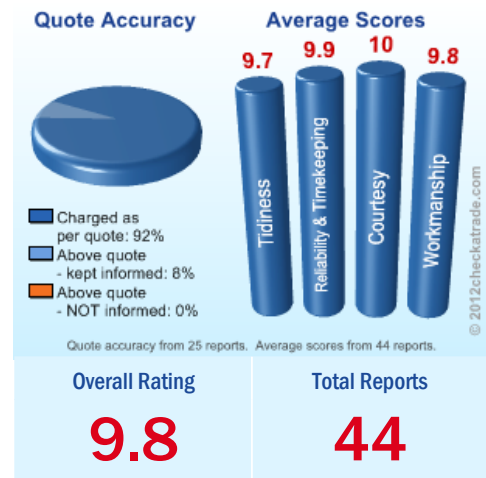 Quote Accuracy
Average Scores
9.7
9.9
10
9.8
Tidiness
Reliability & Timekeeping
Courtesy
Workmanship
Charged as
per quote: 92%
Above quote
- kept informed: 8%
Above quote
- NOT informed: 0%
© 2012checkatrade.com
Quote accuracy from 25 reports. Average scores from 44 reports.
Overall Rating
9.8
Total Reports
44